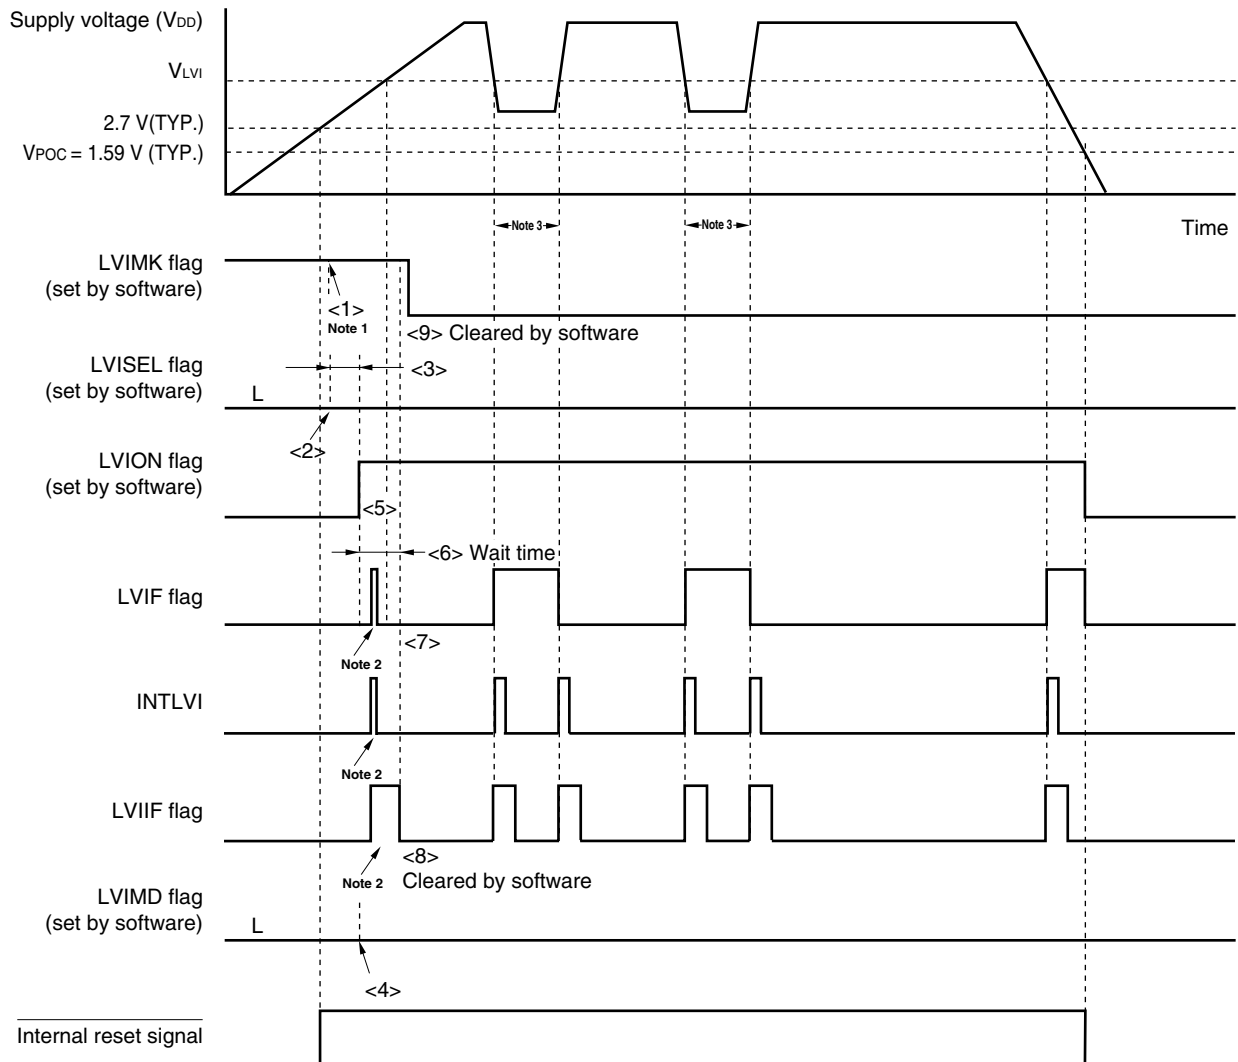 Supply voltage (VDD)
VLVI
2.7 V(TYP.)
VPOC = 1.59 V (TYP.)
Note 3
Note 3
Time
LVIMK flag
(set by software)
<1>
Note 1
<9> Cleared by software
LVISEL flag
(set by software)
L
<3>
<2>
LVION flag
(set by software)
<5>
<6> Wait time
LVIF flag
<7>
Note 2
INTLVI
Note 2
LVIIF flag
<8>
Note 2
Cleared by software
LVIMD flag
(set by software)
L
<4>
Internal reset signal